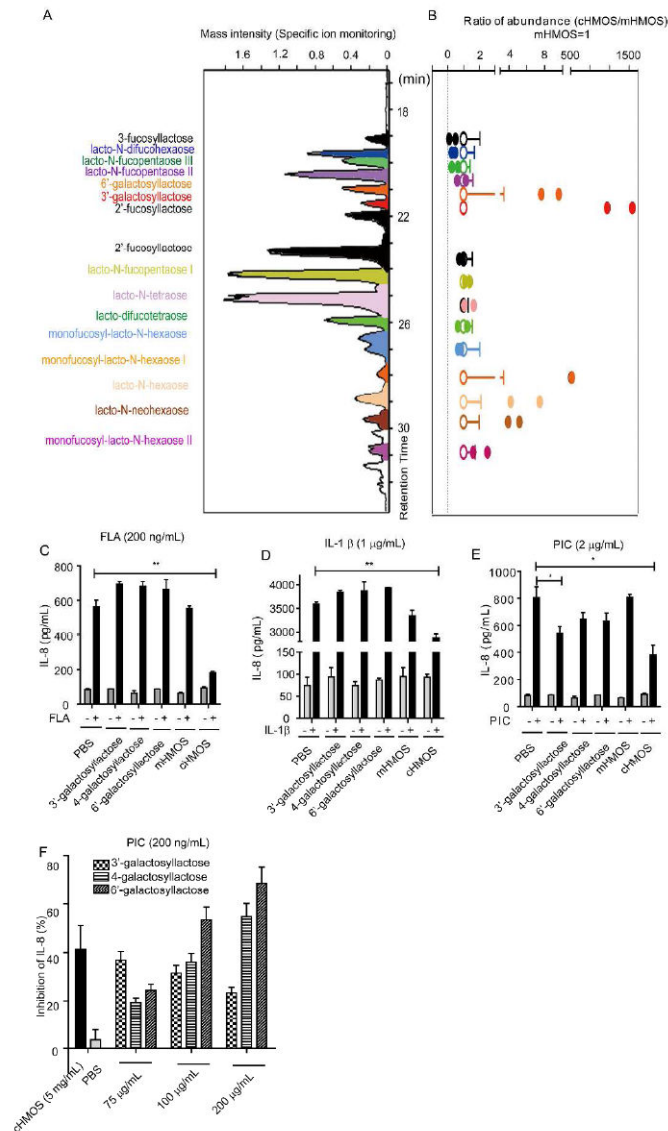 A
Mass intensity (Specific ion monitoring)
1.6 1.2 0.8 0.4 0
(min)
18
22
26
30
Retention Time
3-fucosyllactose
lacto-N-difucohexaose
lacto-N-fucopentaose III
lacto-N-fucopentaose II
6'-galactosyllactose
3'-galactosyllactose
2'-fucosyllactose
2'-fucosyllactose
lacto-N-fucopentaose I
lacto-N-tetraose
lacto-difucotetraose
monofucosyl-lacto-N-hexaose
monofucosyl-lacto-N-hexaose I
lacto-N-hexaose
lacto-N-neohexaose
monofucosyl-lacto-N-hexaose II
B
Ratio of abundance (cHMOS/mHMOS)
mHMOS=1
0 2 4 8 500 1500
C
FLA (200 ng/mL)
**
IL-8 (pg/mL)
800
600
400
200
0
- + - + - + - + - + - +
FLA
PBS
3'-galactosyllactose
4-galactosyllactose
6'-galactosyllactose
mHMOS
cHMOS
D
IL-1 β (1 µg/mL)
**
IL-8 (pg/mL)
4000
3500
3000
150
100
50
0
- + - + - + - + - + - +
IL-1β
PBS
3'-galactosyllactose
4-galactosyllactose
6'-galactosyllactose
mHMOS
cHMOS
E
PIC (2 µg/mL)
*
*
IL-8 (pg/mL)
1000
800
600
400
200
0
- + - + - + - + - + - +
PIC
PBS
3'-galactosyllactose
4-galactosyllactose
6'-galactosyllactose
mHMOS
cHMOS
F
PIC (200 ng/mL)
3'-galactosyllactose
4-galactosyllactose
6'-galactosyllactose
Inhibition of IL-8 (%)
80
60
40
20
0
cHMOS (5 mg/mL)
PBS
75 µg/mL
100 µg/mL
200 µg/mL